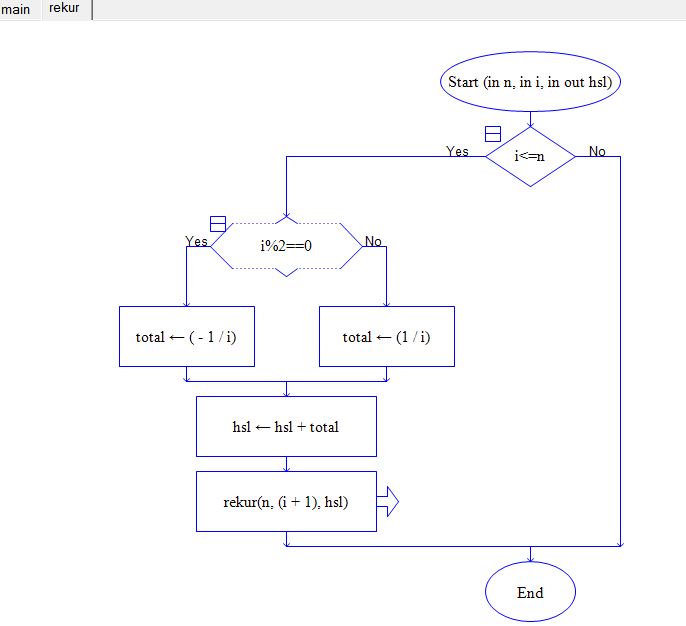 main
rekur
Start (in n, in i, in out hsl)
Yes
i<=n
No
Yes
i%2==0
No
total ← ( - 1 / i)
total ← (1 / i)
hsl ← hsl + total
rekur(n, (i + 1), hsl)
End